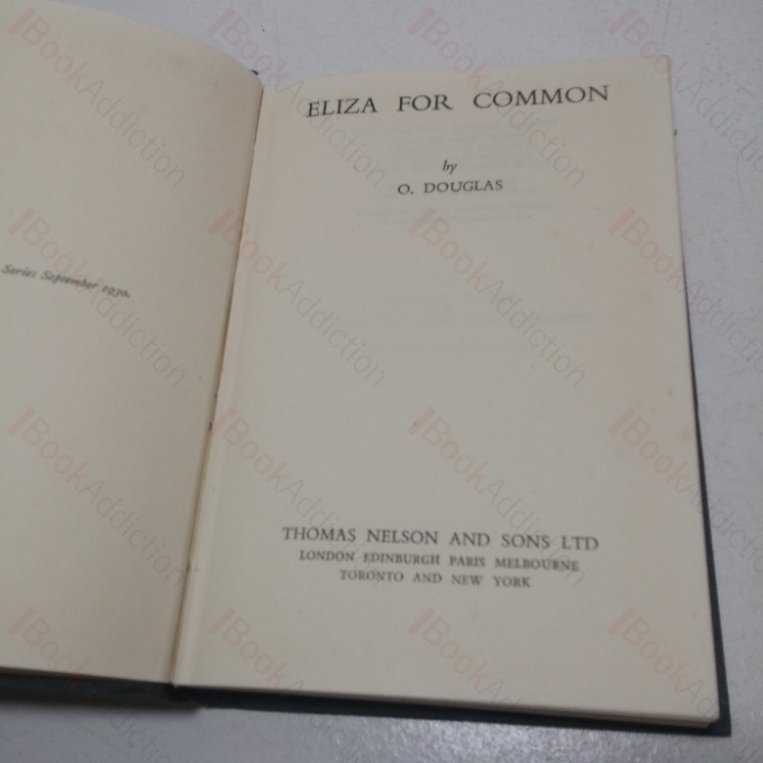 Series September 1930.
ELIZA FOR COMMON
by
O. DOUGLAS
THOMAS NELSON AND SONS LTD
LONDON EDINBURGH PARIS MELBOURNE
TORONTO AND NEW YORK
BookAddiction